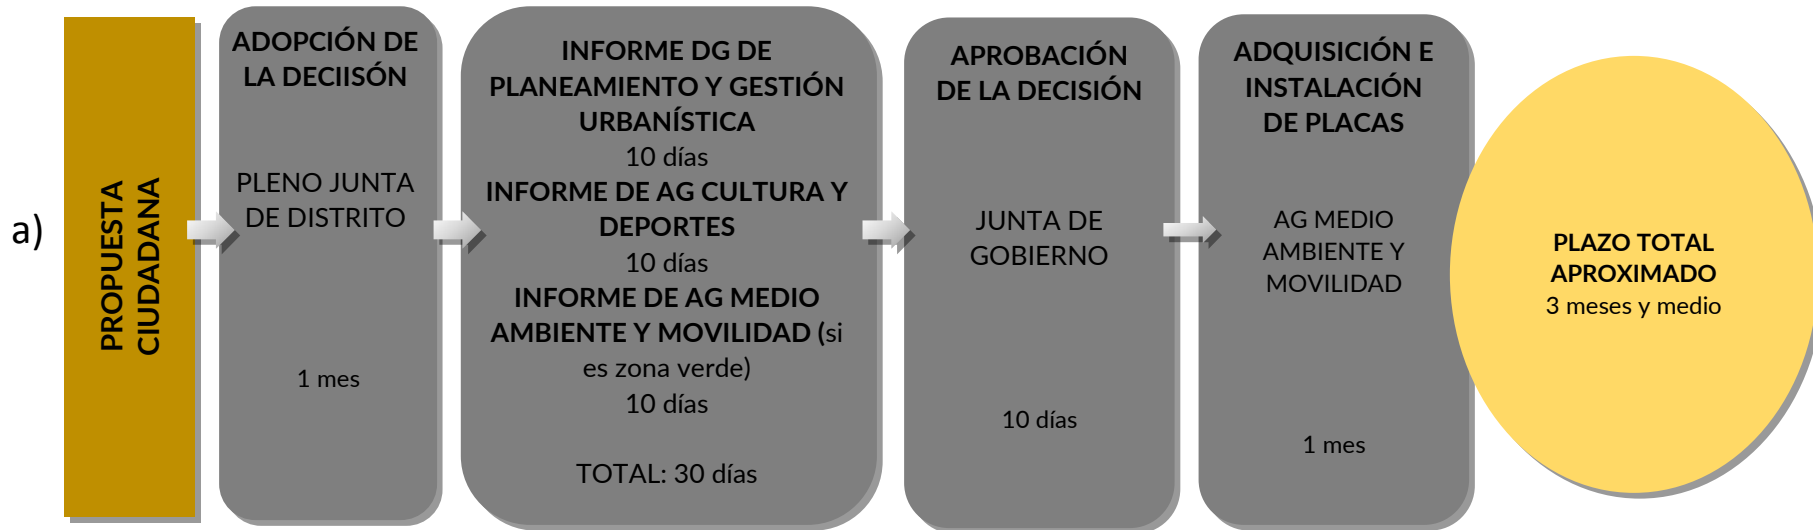 a)
PROPUESTA
CIUDADANA
ADOPCIÓN DE
LA DECIISÓN
PLENO JUNTA
DE DISTRITO
1 mes
INFORME DG DE
PLANEAMIENTO Y GESTIÓN
URBANÍSTICA
10 días
INFORME DE AG CULTURA Y
DEPORTES
10 días
INFORME DE AG MEDIO
AMBIENTE Y MOVILIDAD (si
es zona verde)
10 días
TOTAL: 30 días
APROBACIÓN
DE LA DECISIÓN
JUNTA DE
GOBIERNO
10 días
ADQUISICIÓN E
INSTALACIÓN
DE PLACAS
AG MEDIO
AMBIENTE Y
MOVILIDAD
1 mes
PLAZO TOTAL
APROXIMADO
3 meses y medio